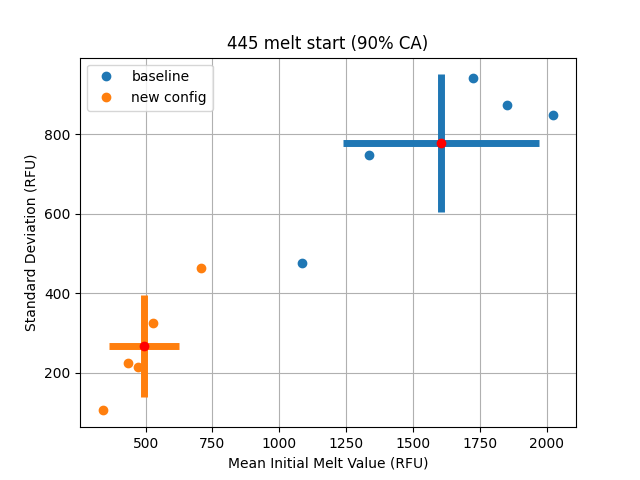 445 melt start (90% CA)
baseline
new config
Standard Deviation (RFU)
800
600
400
200
500 750 1000 1250 1500 1750 2000
Mean Initial Melt Value (RFU)